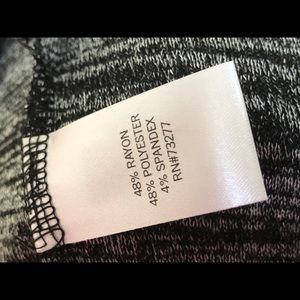 48% RAYON
48% POLYESTER
4% SPANDEX
RN#73277